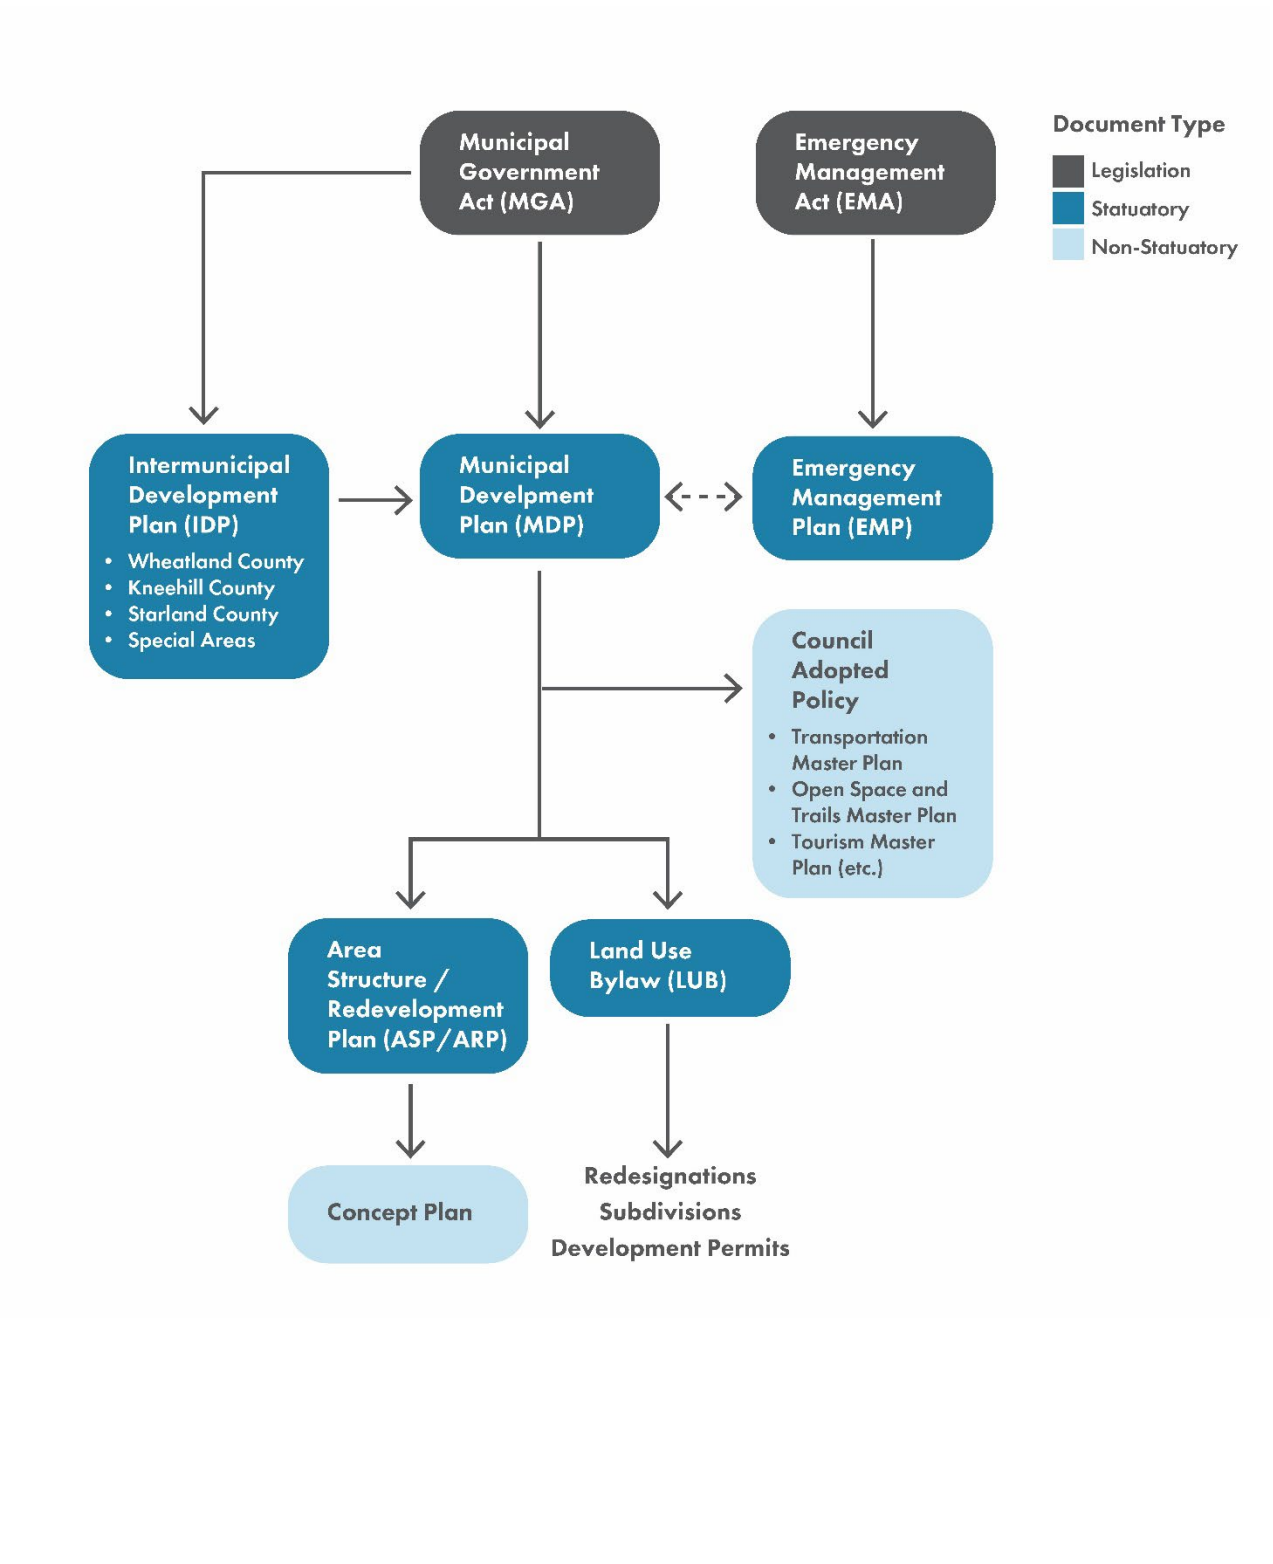 Municipal
Government
Act (MGA)
Emergency
Management
Act (EMA)
Document Type
Legislation
Statuatory
Non-Statuatory
Intermunicipal
Development
Plan (IDP)
• Wheatland County
• Kneehill County
• Starland County
• Special Areas
Municipal
Develpment
Plan (MDP)
Emergency
Management
Plan (EMP)
Council
Adopted
Policy
• Transportation
Master Plan
• Open Space and
Trails Master Plan
• Tourism Master
Plan (etc.)
Area
Structure /
Redevelopment
Plan (ASP/ARP)
Land Use
Bylaw (LUB)
Concept Plan
Redesignations
Subdivisions
Development Permits